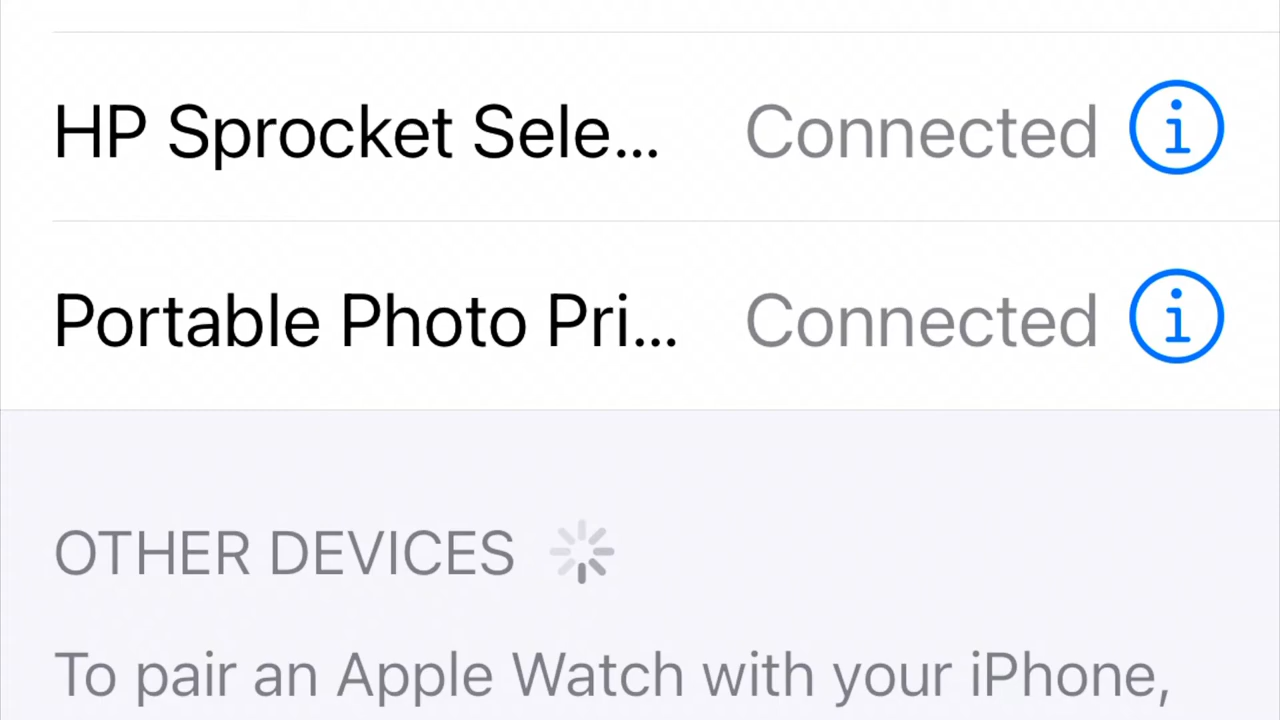 HP Sprocket Sele... Connected
Portable Photo Pri... Connected
OTHER DEVICES
To pair an Apple Watch with your iPhone,